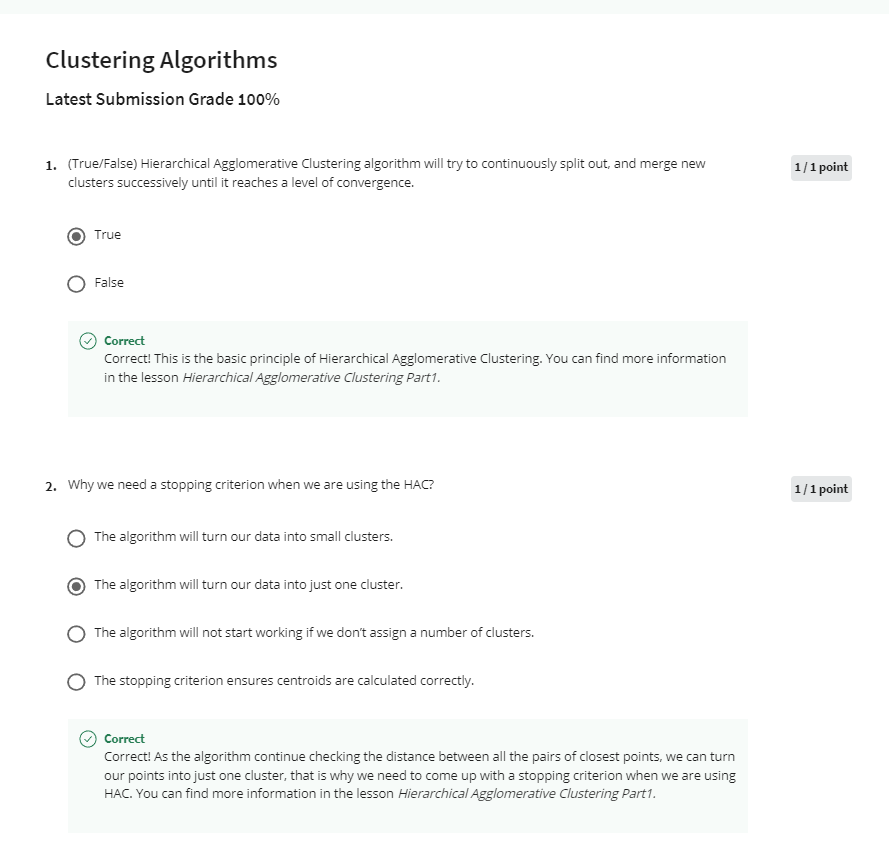 Clustering Algorithms
Latest Submission Grade 100%
1. (True/False) Hierarchical Agglomerative Clustering algorithm will try to continuously split out, and merge new
clusters successively until it reaches a level of convergence.
1 / 1 point
True
False
Correct
Correct! This is the basic principle of Hierarchical Agglomerative Clustering. You can find more information
in the lesson Hierarchical Agglomerative Clustering Part1.
2. Why we need a stopping criterion when we are using the HAC?
1 / 1 point
The algorithm will turn our data into small clusters.
The algorithm will turn our data into just one cluster.
The algorithm will not start working if we don't assign a number of clusters.
The stopping criterion ensures centroids are calculated correctly.
Correct
Correct! As the algorithm continue checking the distance between all the pairs of closest points, we can turn
our points into just one cluster, that is why we need to come up with a stopping criterion when we are using
HAC. You can find more information in the lesson Hierarchical Agglomerative Clustering Part1.